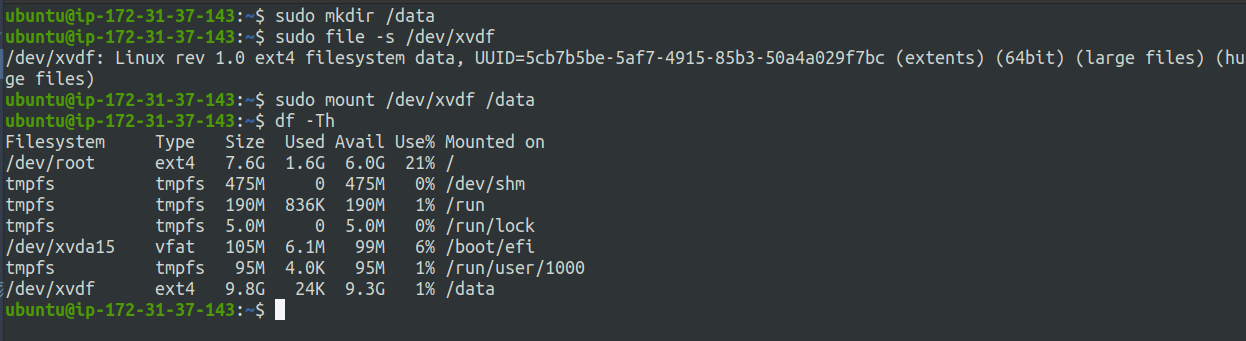 ubuntu@ip-172-31-37-143:~$ sudo mkdir /data
ubuntu@ip-172-31-37-143:~$ sudo file -s /dev/xvdf
/dev/xvdf: Linux rev 1.0 ext4 filesystem data, UUID=5cb7b5be-5af7-4915-85b3-50a4a029f7bc (extents) (64bit) (large files) (hu
ge files)
ubuntu@ip-172-31-37-143:~$ sudo mount /dev/xvdf /data
ubuntu@ip-172-31-37-143:~$ df -Th
Filesystem     Type   Size  Used Avail Use% Mounted on
/dev/root      ext4   7.6G  1.6G  6.0G  21% /
tmpfs          tmpfs  475M     0  475M   0% /dev/shm
tmpfs          tmpfs  190M  836K  190M   1% /run
tmpfs          tmpfs  5.0M     0  5.0M   0% /run/lock
/dev/xvda15    vfat   105M  6.1M   99M   6% /boot/efi
tmpfs          tmpfs   95M  4.0K   95M   1% /run/user/1000
/dev/xvdf      ext4   9.8G   24K  9.3G   1% /data
ubuntu@ip-172-31-37-143:~$